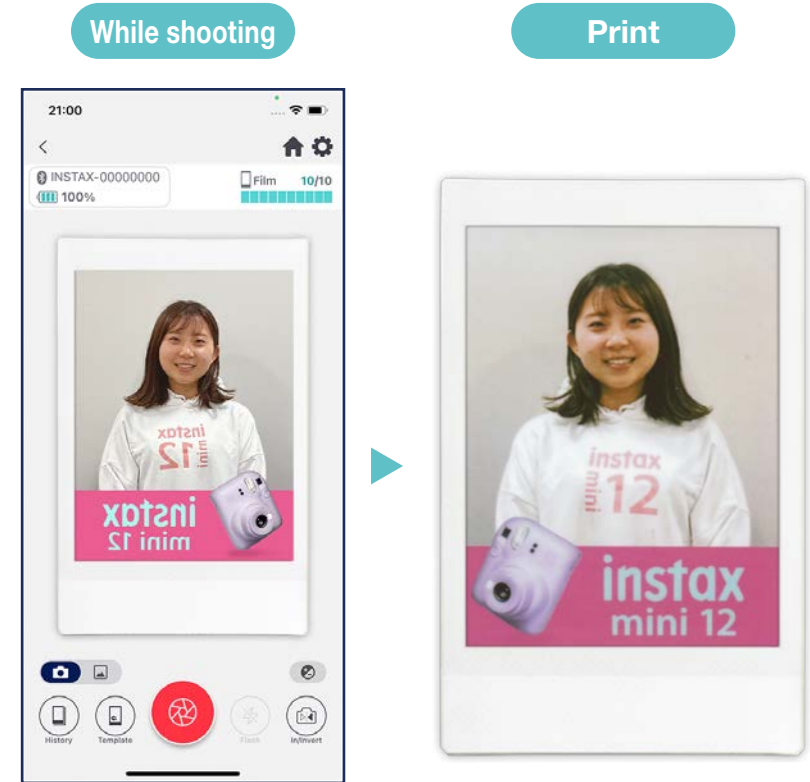 While shooting
Print
21:00
INSTAX-00000000
100%
Film 10/10
instax
mini 12
instax
mini 12
History
Template
Flash
In/Invert
instax
mini 12
instax
mini 12